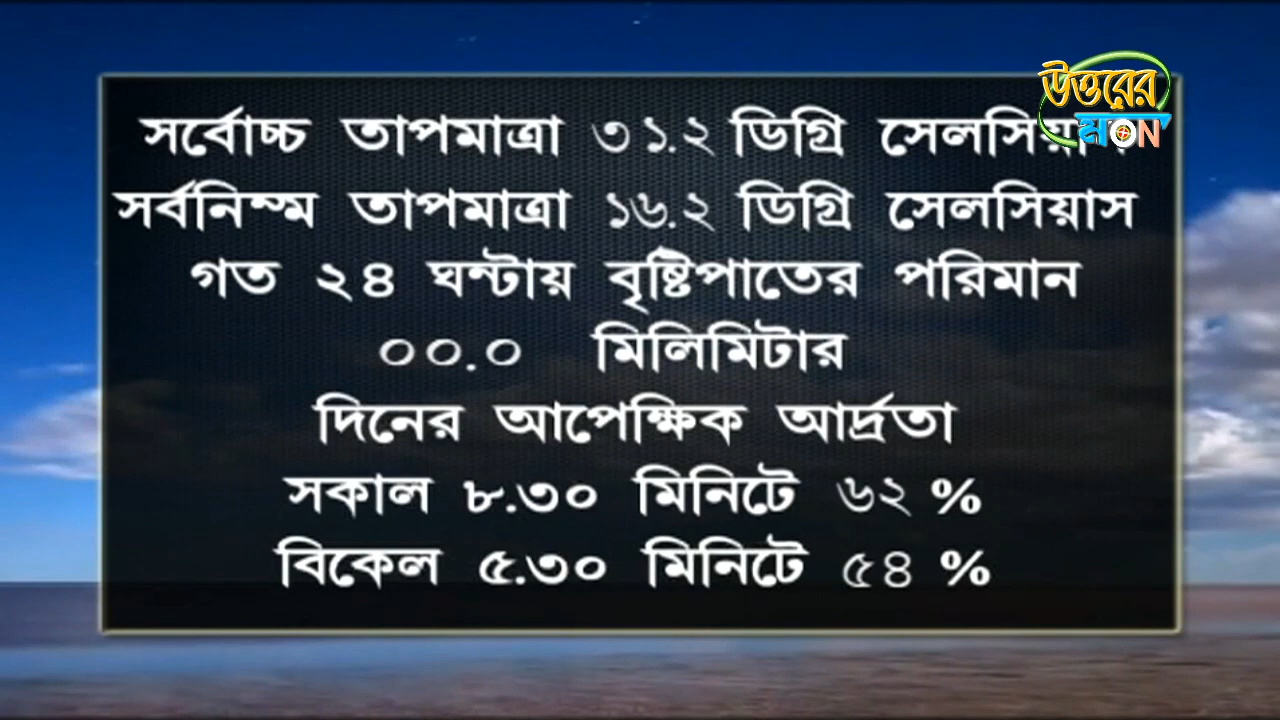 উত্তরের
মON
সর্বোচ্চ তাপমাত্রা ৩১.২ ডিগ্রি সেলসিয়াস
সর্বনিম্ম তাপমাত্রা ১৬.২ ডিগ্রি সেলসিয়াস
গত ২৪ ঘন্টায় বৃষ্টিপাতের পরিমান
০০.০ মিলিমিটার
দিনের আপেক্ষিক আর্দ্রতা
সকাল ৮.৩০ মিনিটে ৬২ %
বিকেল ৫.৩০ মিনিটে ৫৪ %